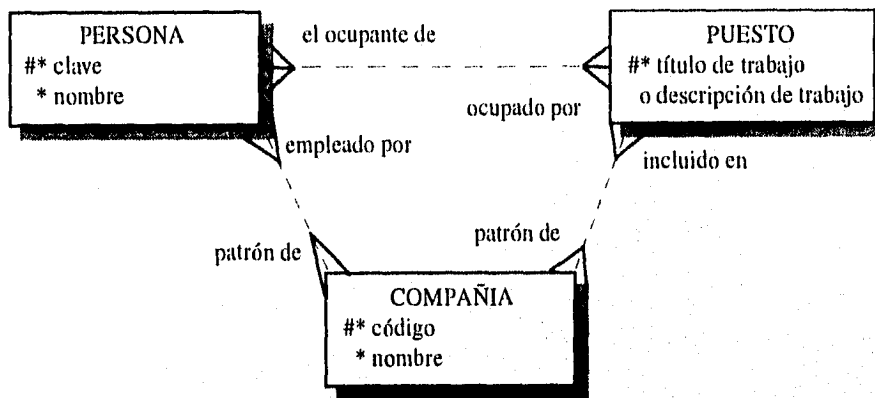 PERSONA
#* clave
* nombre
el ocupante de
PUESTO
#* título de trabajo
o descripción de trabajo
ocupado por
empleado por
incluido en
patrón de
patrón de
COMPAÑIA
#* código
* nombre